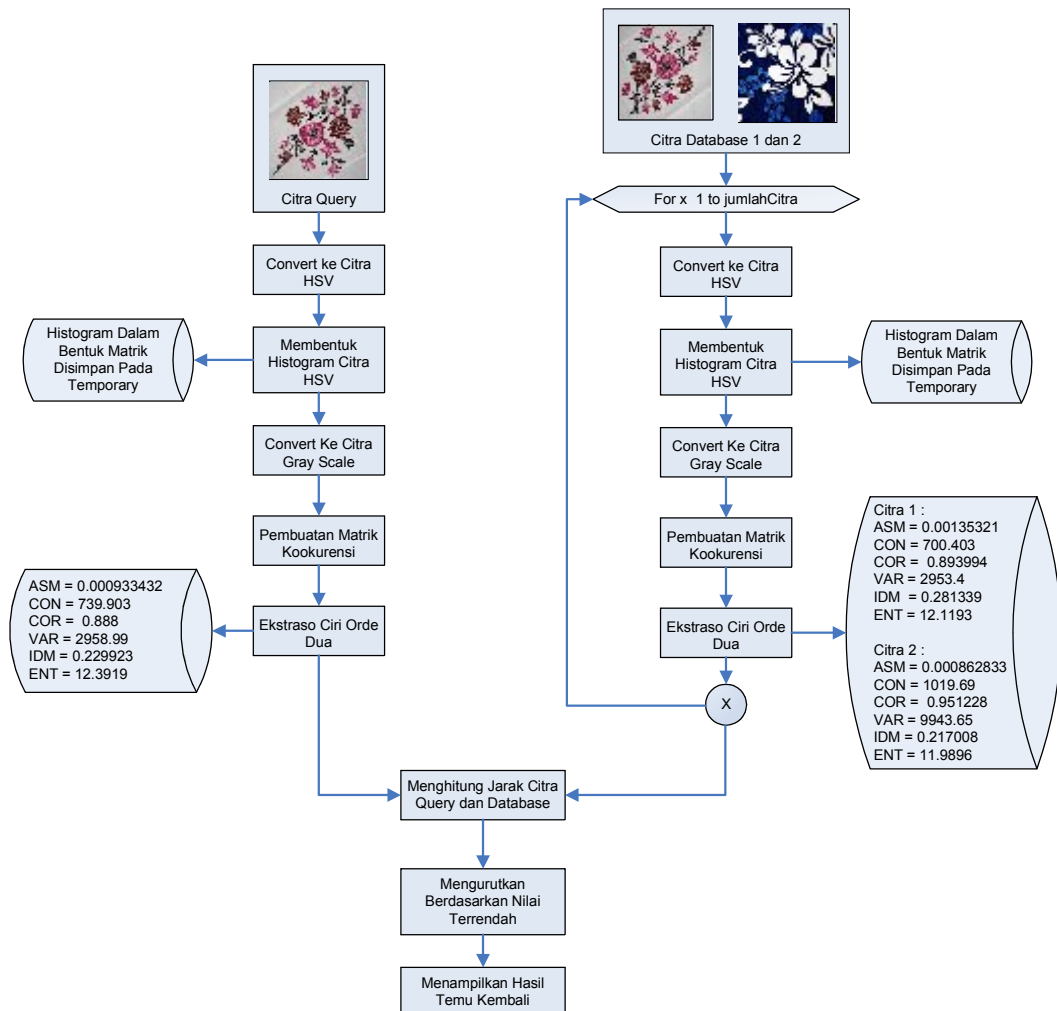 Citra Query
Convert ke Citra
HSV
Histogram Dalam
Bentuk Matrik
Disimpan Pada
Temporary
Membentuk
Histogram Citra
HSV
Convert Ke Citra
Gray Scale
Pembuatan Matrik
Kookurensi
ASM = 0.000933432
CON = 739.903
COR =  0.888
VAR = 2958.99
IDM = 0.229923
ENT = 12.3919
Ekstraso Ciri Orde
Dua
Citra Database 1 dan 2
For x  1 to jumlahCitra
Convert ke Citra
HSV
Membentuk
Histogram Citra
HSV
Histogram Dalam
Bentuk Matrik
Disimpan Pada
Temporary
Convert Ke Citra
Gray Scale
Pembuatan Matrik
Kookurensi
Ekstraso Ciri Orde
Dua
Citra 1 :
ASM = 0.00135321
CON = 700.403
COR =  0.893994
VAR = 2953.4
IDM  = 0.281339
ENT = 12.1193
Citra 2 :
ASM = 0.000862833
CON = 1019.69
COR =  0.951228
VAR = 9943.65
IDM = 0.217008
ENT = 11.9896
X
Menghitung Jarak Citra
Query dan Database
Mengurutkan
Berdasarkan Nilai
Terrendah
Menampilkan Hasil
Temu Kembali